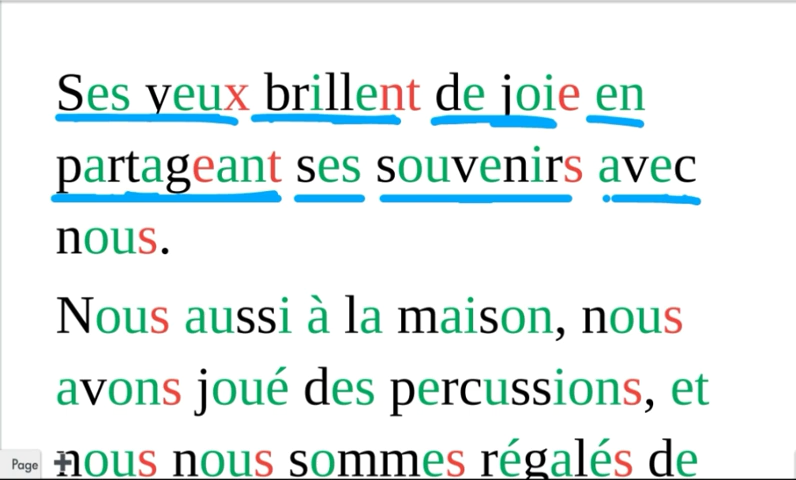 Ses yeux brillent de joie en
partageant ses souvenirs avec
nous.
Nous aussi à la maison, nous
avons joué des percussions, et
nous nous sommes régalés de
Page